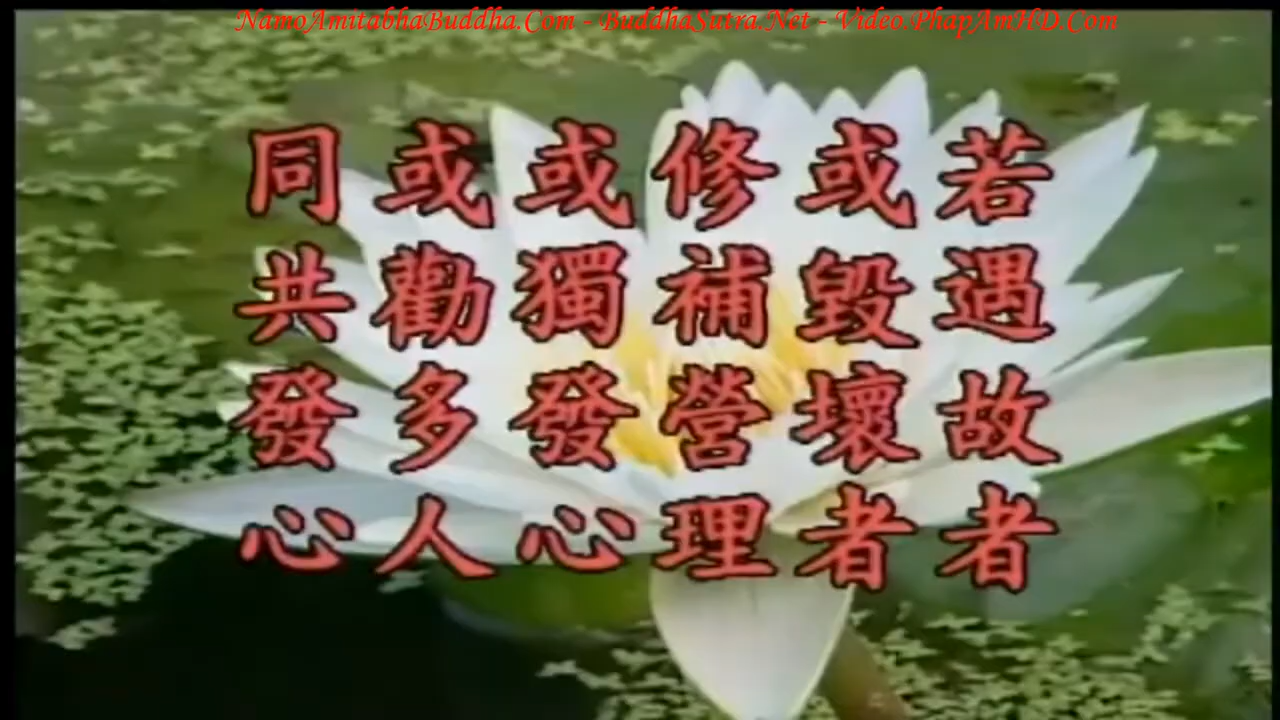 NamoAmitabhaBuddha.Com - BuddhaSutra.Net - Video.PhapAmHD.Com
若遇故者
或毀壞者
修補營理
或獨發心
或勸多人
同共發心